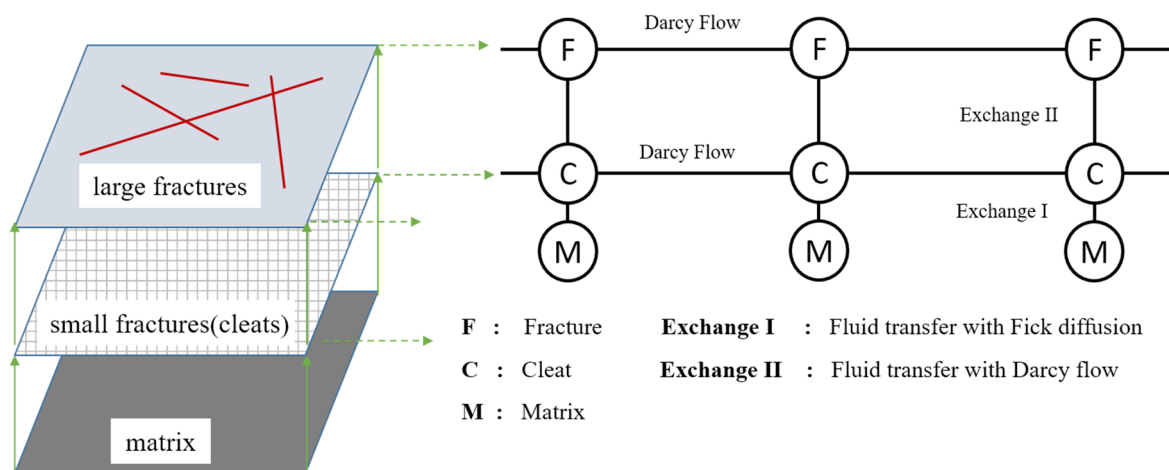 large fractures
small fractures(cleats)
matrix
Darcy Flow
F F F
Exchange II
Darcy Flow
C C C
Exchange I
M M M
F : Fracture Exchange I : Fluid transfer with Fick diffusion
C : Cleat Exchange II : Fluid transfer with Darcy flow
M : Matrix